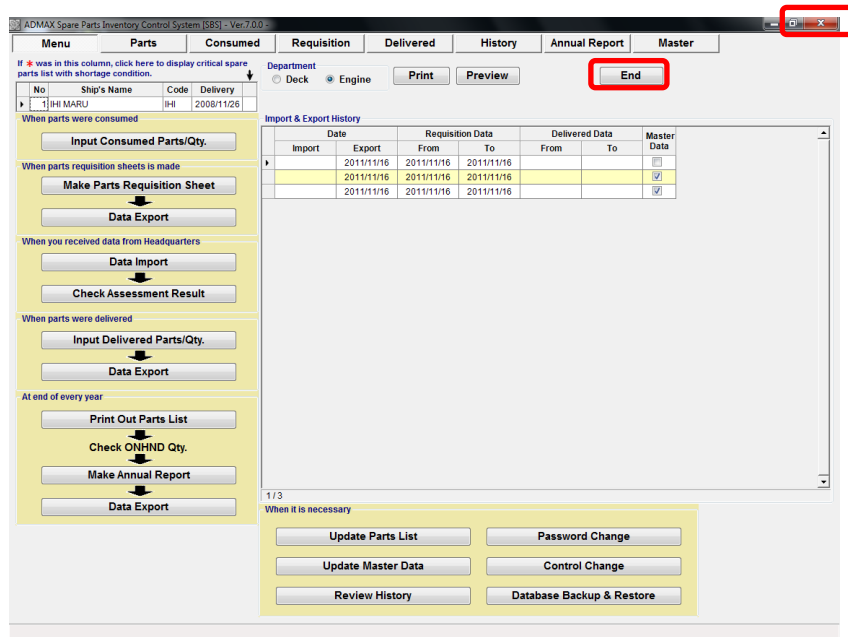 ADMAX Spare Parts Inventory Control System [SBS] - Ver.7.0.0 -
Menu Parts Consumed Requisition Delivered History Annual Report Master
If * was in this column, click here to display critical spare
parts list with shortage condition.
No Ship's Name Code Delivery
1 IHI MARU IHI 2008/11/26
Department
Deck Engine Print Preview End
When parts were consumed
Input Consumed Parts/Qty.
When parts requisition sheets is made
Make Parts Requisition Sheet
Data Export
When you received data from Headquarters
Data Import
Check Assessment Result
When parts were delivered
Input Delivered Parts/Qty.
Data Export
At end of every year
Print Out Parts List
Check ONHND Qty.
Make Annual Report
Data Export
Import & Export History
Date Requisition Data Delivered Data Master
Import Export From To From To Data
2011/11/16 2011/11/16 2011/11/16
2011/11/16 2011/11/16 2011/11/16
2011/11/16 2011/11/16 2011/11/16
1 / 3
When it is necessary
Update Parts List Password Change
Update Master Data Control Change
Review History Database Backup & Restore